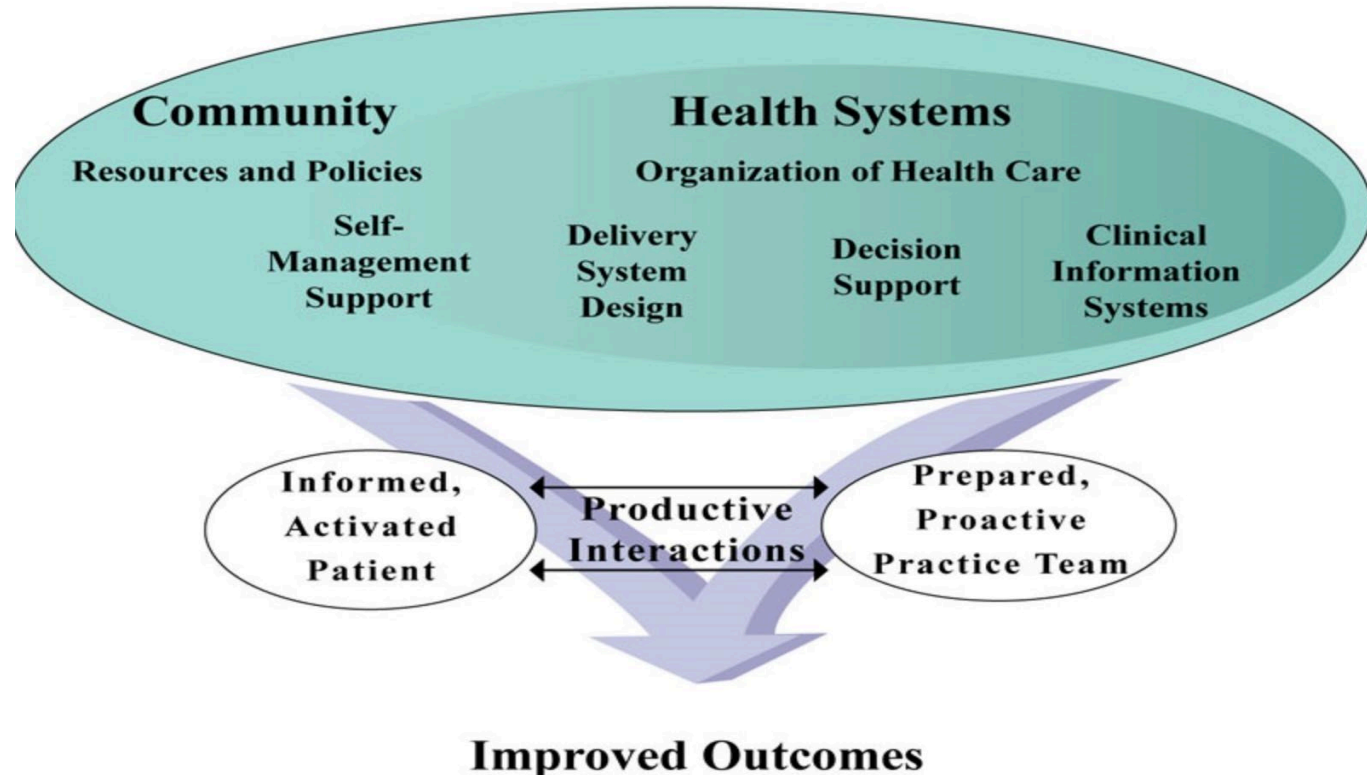 Community
Health Systems
Resources and Policies
Organization of Health Care
Self-
Management
Support
Delivery
System
Design
Decision
Support
Clinical
Information
Systems
Informed,
Activated
Patient
Productive
Interactions
Prepared,
Proactive
Practice Team
Improved Outcomes